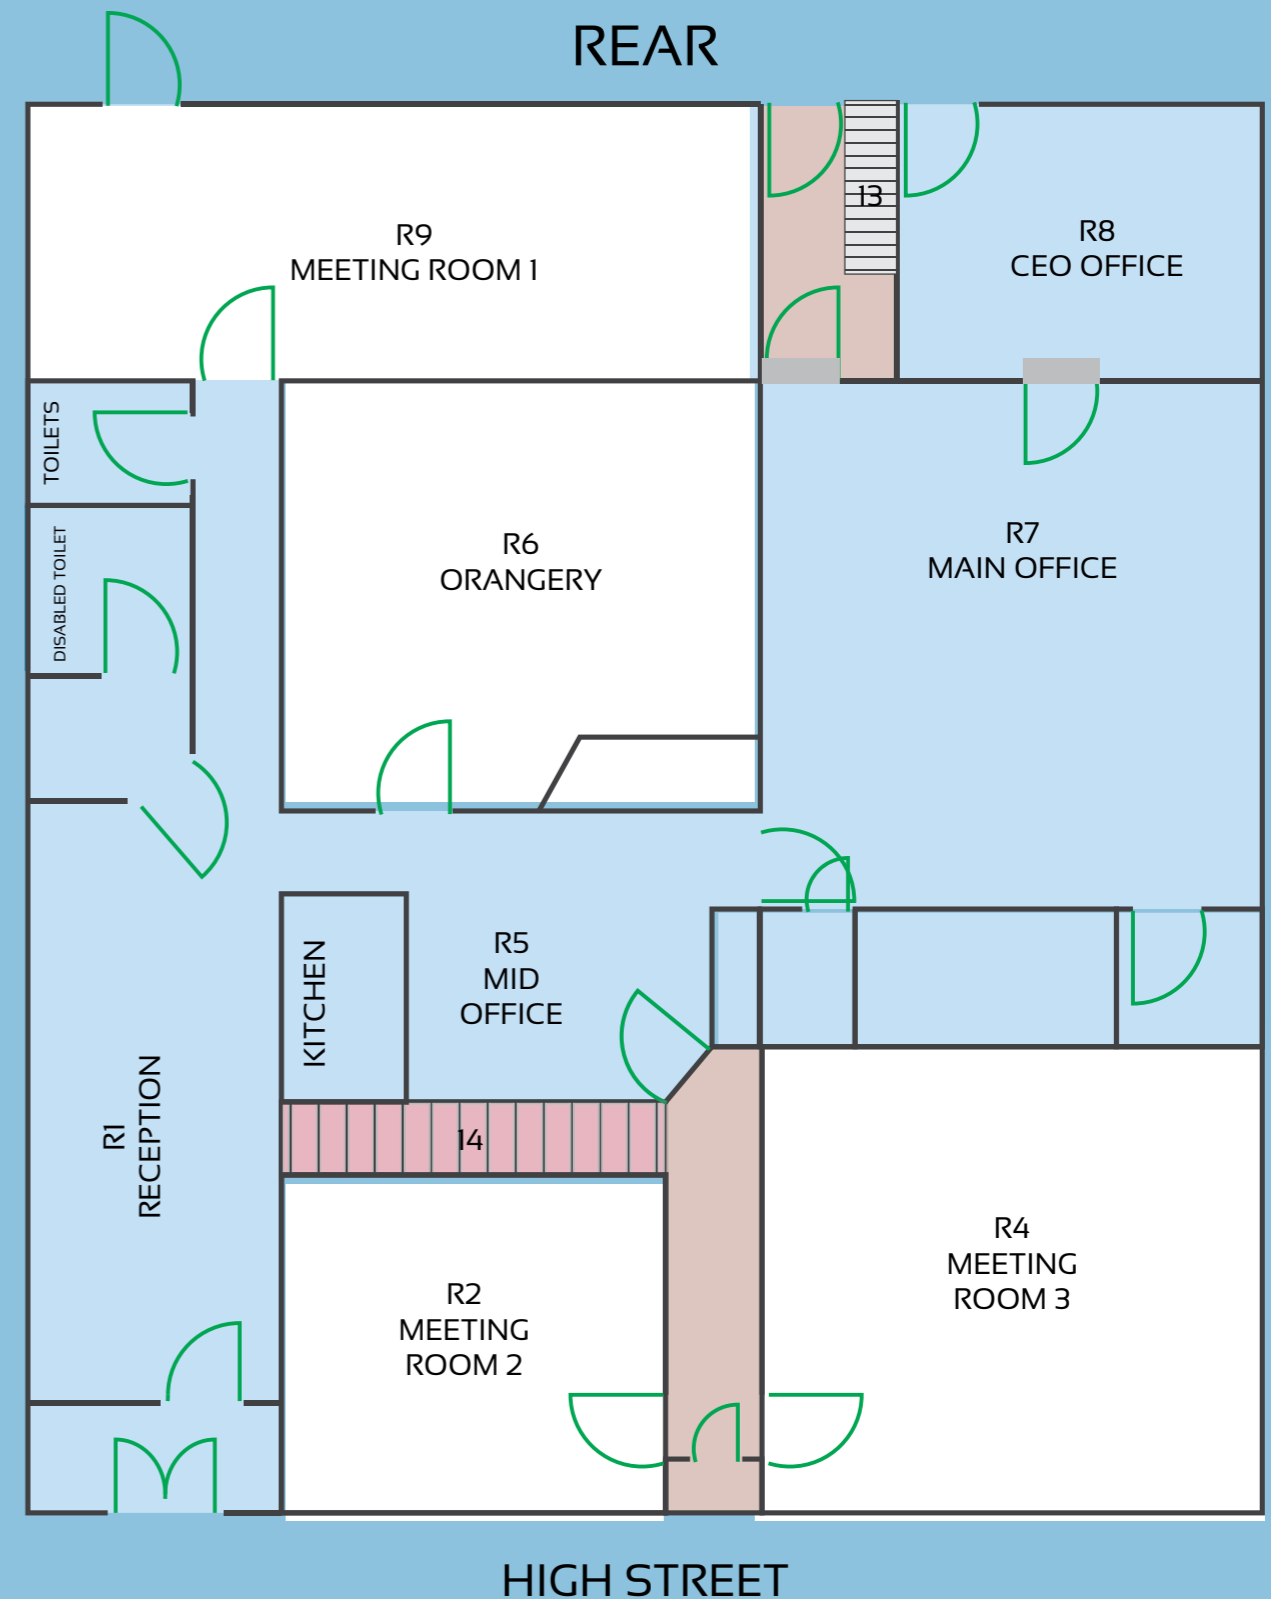 REAR
13
R9
MEETING ROOM 1
R8
CEO OFFICE
TOILETS
R6
ORANGERY
R7
MAIN OFFICE
DISABLED TOILET
KITCHEN
R5
MID
OFFICE
R1
RECEPTION
14
R4
MEETING
ROOM 3
R2
MEETING
ROOM 2
HIGH STREET